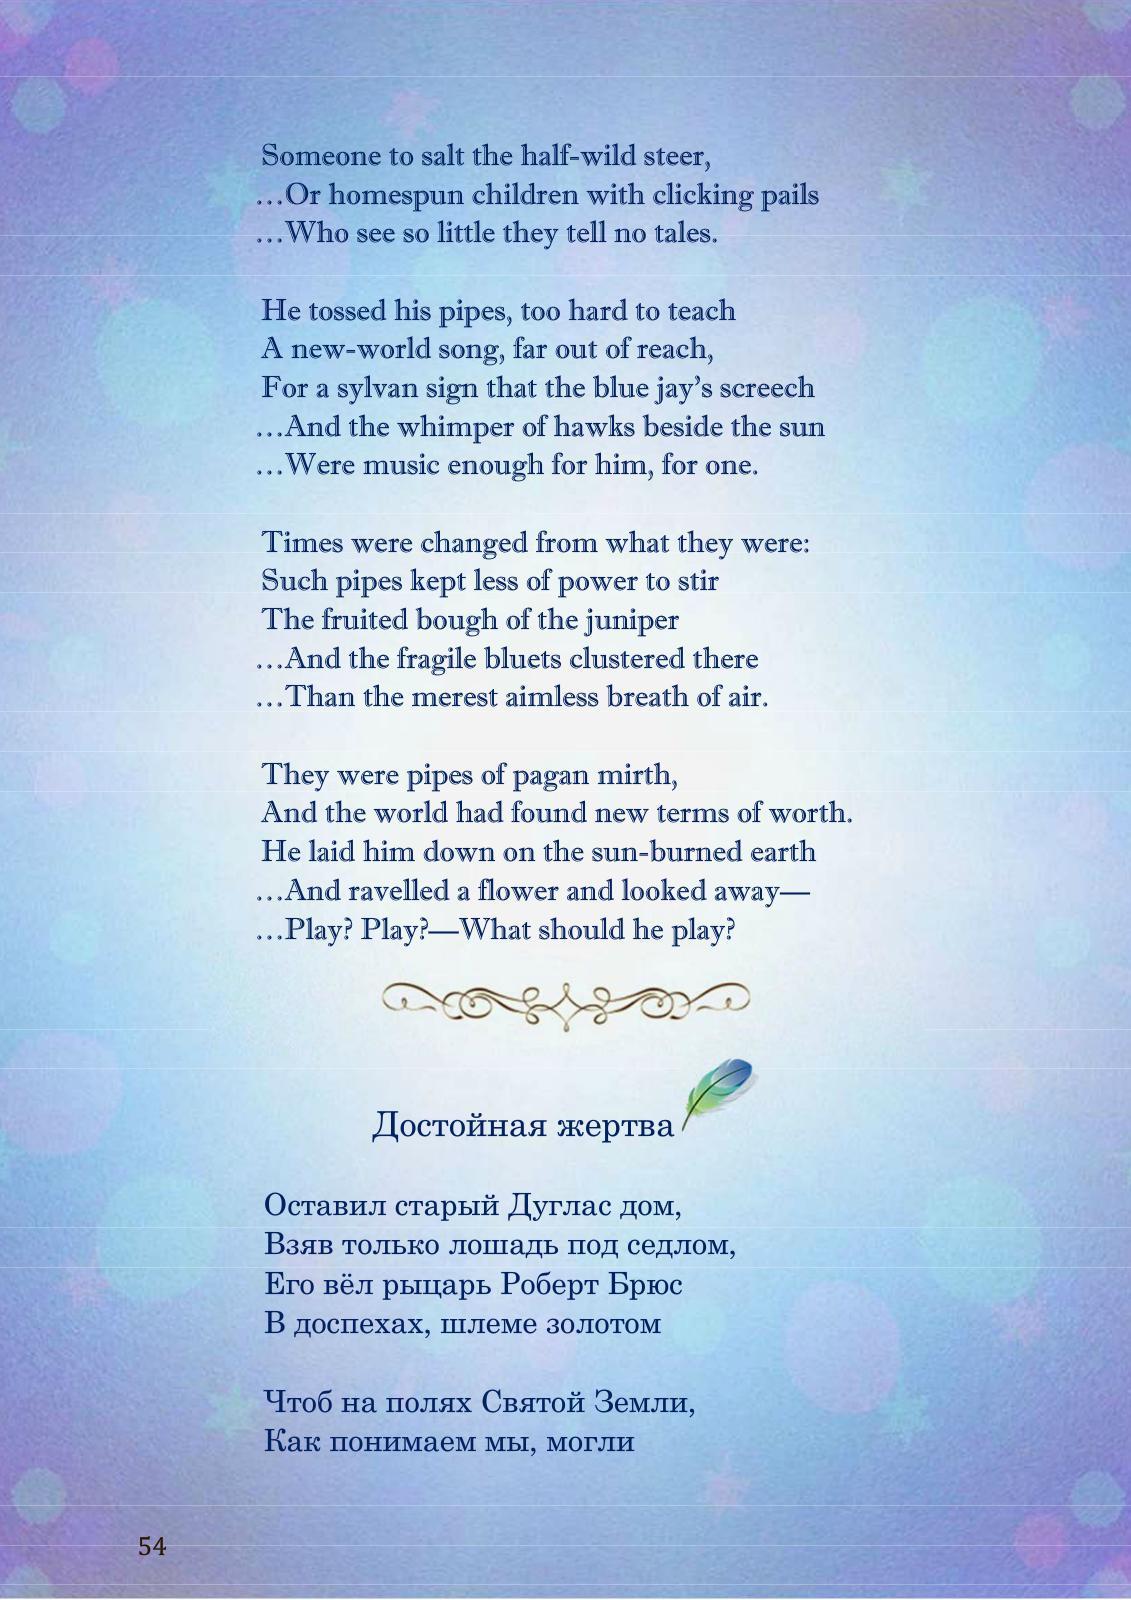 Someone to salt the half-wild steer,
…Or homespun children with clicking pails
…Who see so little they tell no tales.
He tossed his pipes, too hard to teach
A new-world song, far out of reach,
For a sylvan sign that the blue jay’s screech
…And the whimper of hawks beside the sun
…Were music enough for him, for one.
Times were changed from what they were:
Such pipes kept less of power to stir
The fruited bough of the juniper
…And the fragile bluets clustered there
…Than the merest aimless breath of air.
They were pipes of pagan mirth,
And the world had found new terms of worth.
He laid him down on the sun-burned earth
…And ravelled a flower and looked away—
…Play? Play?—What should he play?
Достойная жертва
Оставил старый Дуглас дом,
Взяв только лошадь под седлом,
Его вёл рыцарь Роберт Брюс
В доспехах, шлеме золотом
Чтоб на полях Святой Земли,
Как понимаем мы, могли
54